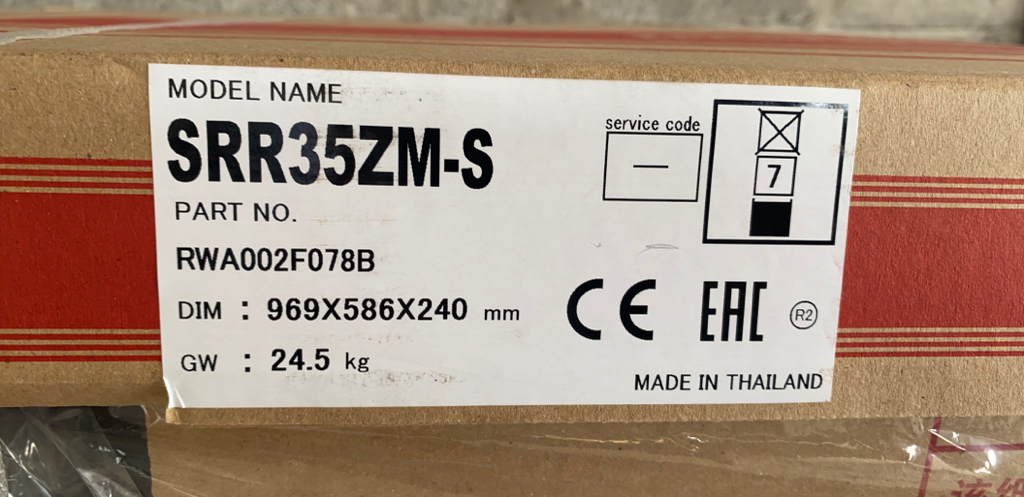 MODEL NAME
SRR35ZM-S
service code
—
7
PART NO.
RWA002F078B
DIM : 969X586X240 mm
CE EAC R2
GW : 24.5 kg
MADE IN THAILAND